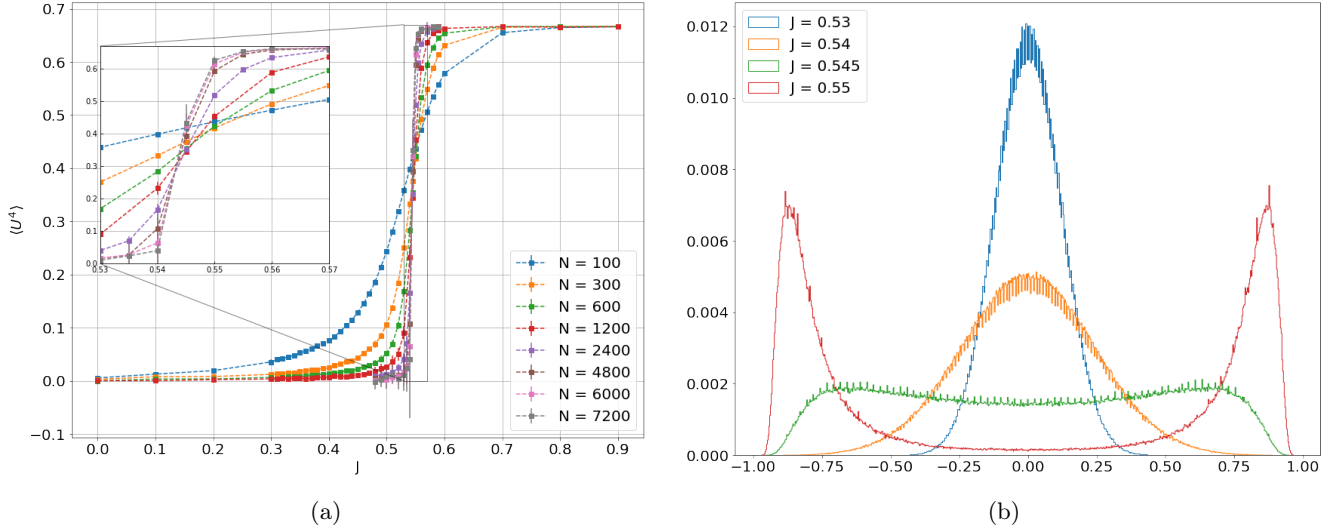 ⟨U⁴⟩
0.7
0.6
0.5
0.4
0.3
0.2
0.1
0.0
−0.1
0.6
0.5
0.4
0.3
0.2
0.1
0.0
0.53 0.54 0.55 0.56 0.57
N = 100
N = 300
N = 600
N = 1200
N = 2400
N = 4800
N = 6000
N = 7200
0.0 0.1 0.2 0.3 0.4 0.5 0.6 0.7 0.8 0.9
J
(a)
0.012
0.010
0.008
0.006
0.004
0.002
0.000
J = 0.53
J = 0.54
J = 0.545
J = 0.55
−1.00 −0.75 −0.50 −0.25 0.00 0.25 0.50 0.75 1.00
(b)